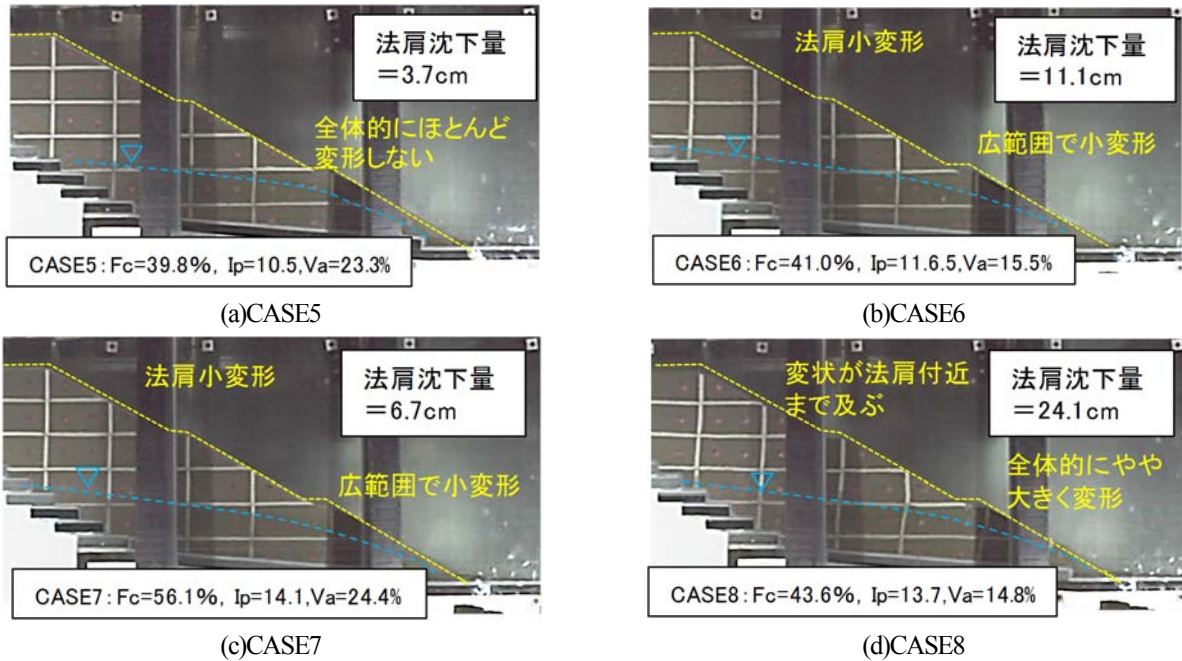 法肩沈下量
＝3.7cm
全体的にほとんど
変形しない
CASE5：Fc=39.8%, Ip=10.5,Va=23.3%
(a)CASE5
法肩小変形
法肩沈下量
＝11.1cm
広範囲で小変形
CASE6：Fc=41.0%, Ip=11.6.5,Va=15.5%
(b)CASE6
法肩小変形
法肩沈下量
＝6.7cm
広範囲で小変形
CASE7：Fc=56.1%, Ip=14.1,Va=24.4%
(c)CASE7
変状が法肩付近
まで及ぶ
法肩沈下量
＝24.1cm
全体的にやや
大きく変形
CASE8：Fc=43.6%, Ip=13.7,Va=14.8%
(d)CASE8